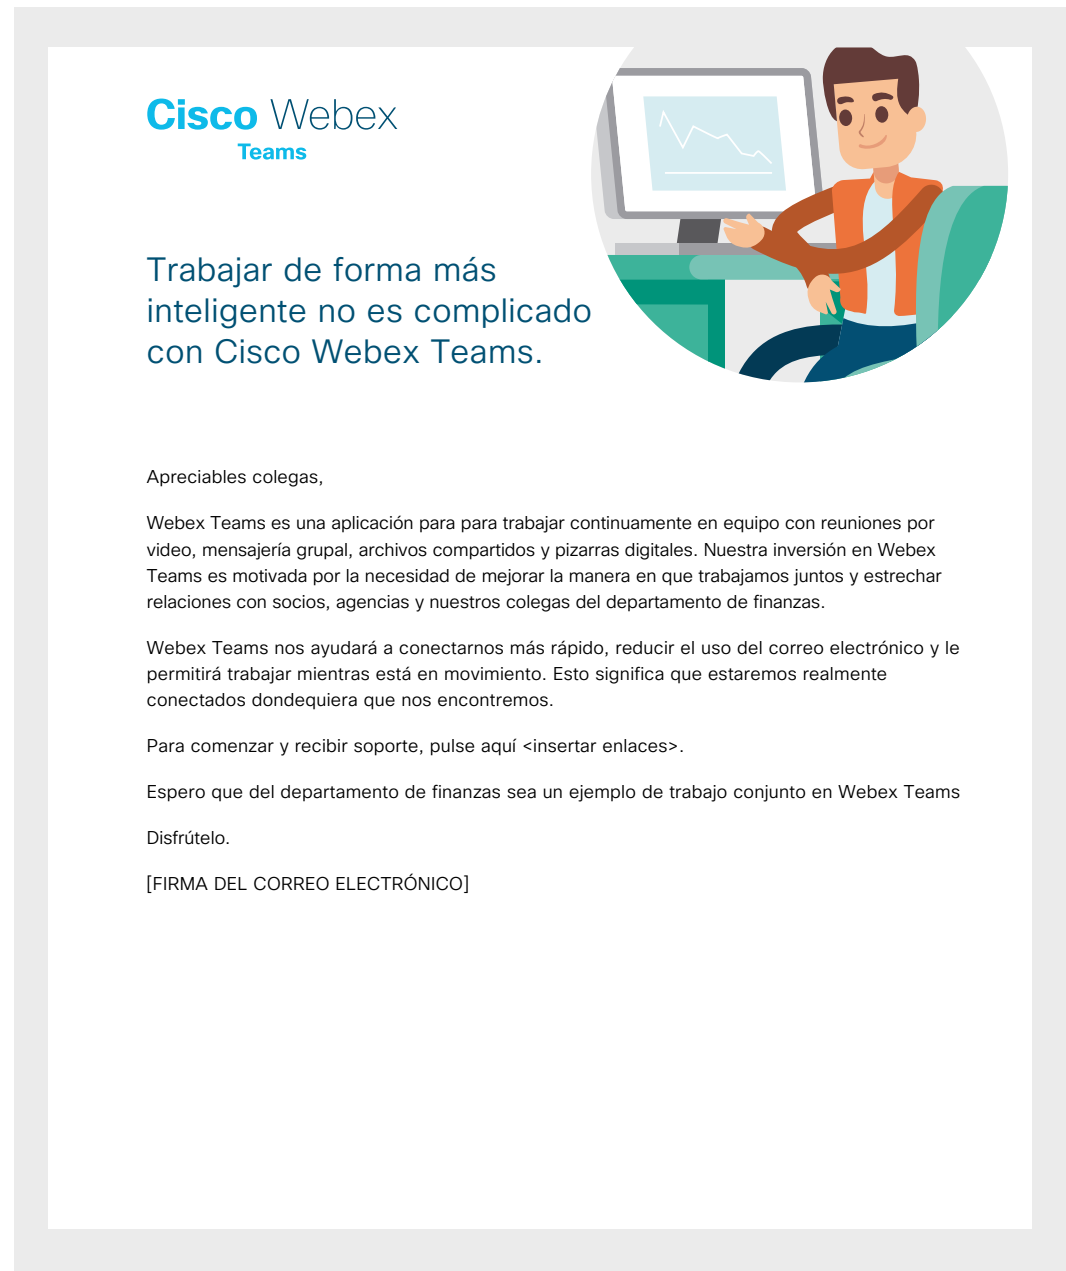 Cisco Webex
Teams
Trabajar de forma más
inteligente no es complicado
con Cisco Webex Teams.
Apreciables colegas,
Webex Teams es una aplicación para para trabajar continuamente en equipo con reuniones por
video, mensajería grupal, archivos compartidos y pizarras digitales. Nuestra inversión en Webex
Teams es motivada por la necesidad de mejorar la manera en que trabajamos juntos y estrechar
relaciones con socios, agencias y nuestros colegas del departamento de finanzas.
Webex Teams nos ayudará a conectarnos más rápido, reducir el uso del correo electrónico y le
permitirá trabajar mientras está en movimiento. Esto significa que estaremos realmente
conectados dondequiera que nos encontremos.
Para comenzar y recibir soporte, pulse aquí <insertar enlaces>.
Espero que del departamento de finanzas sea un ejemplo de trabajo conjunto en Webex Teams
Disfrútelo.
[FIRMA DEL CORREO ELECTRÓNICO]